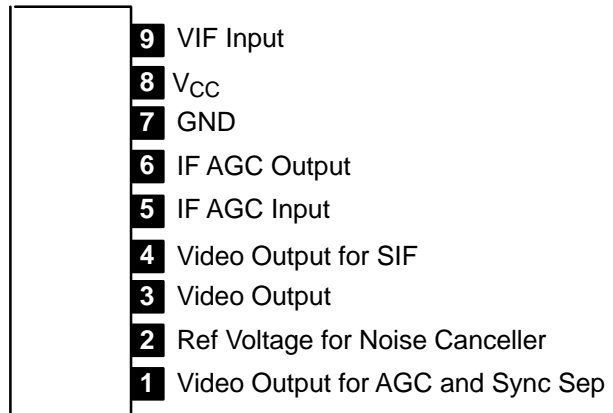 9 VIF Input
8 VCC
7 GND
6 IF AGC Output
5 IF AGC Input
4 Video Output for SIF
3 Video Output
2 Ref Voltage for Noise Canceller
1 Video Output for AGC and Sync Sep